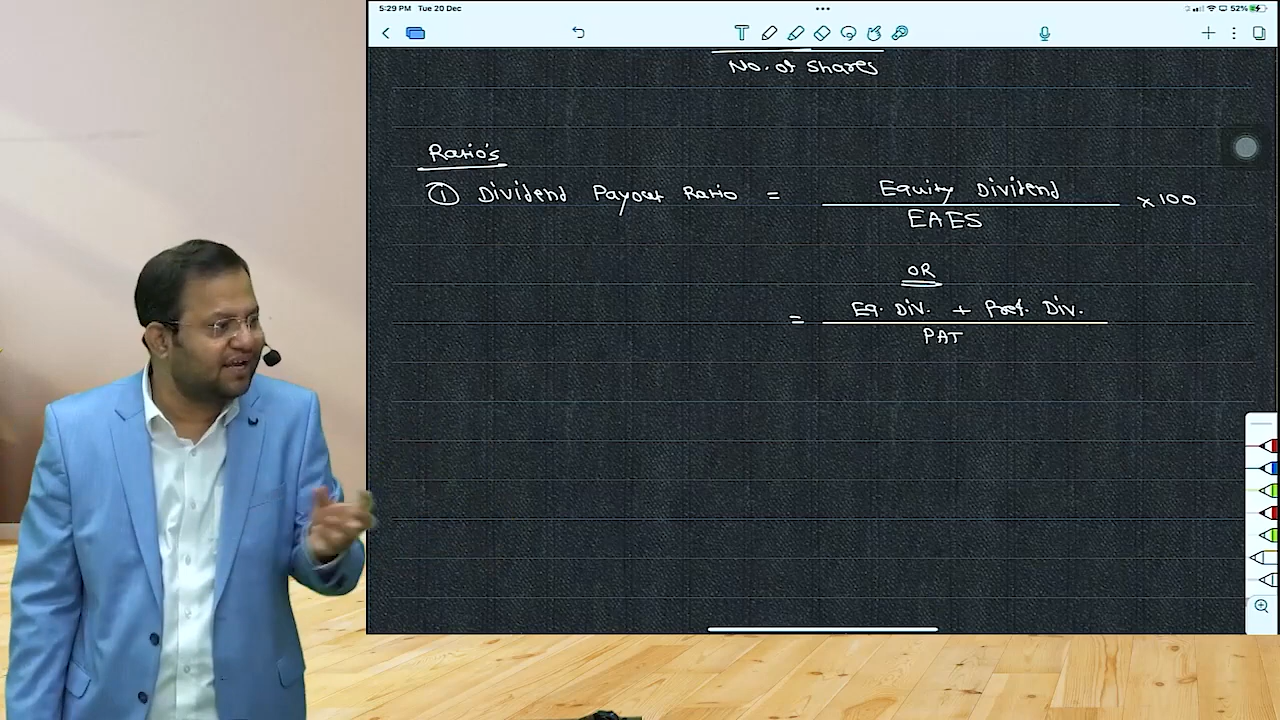 5:29 PM Tue 20 Dec
52%
T
No. of Shares
Ratio's
① Dividend Payout Ratio = Equity Dividend
EAES
× 100
OR
= Eq. Div. + Pref. Div.
PAT